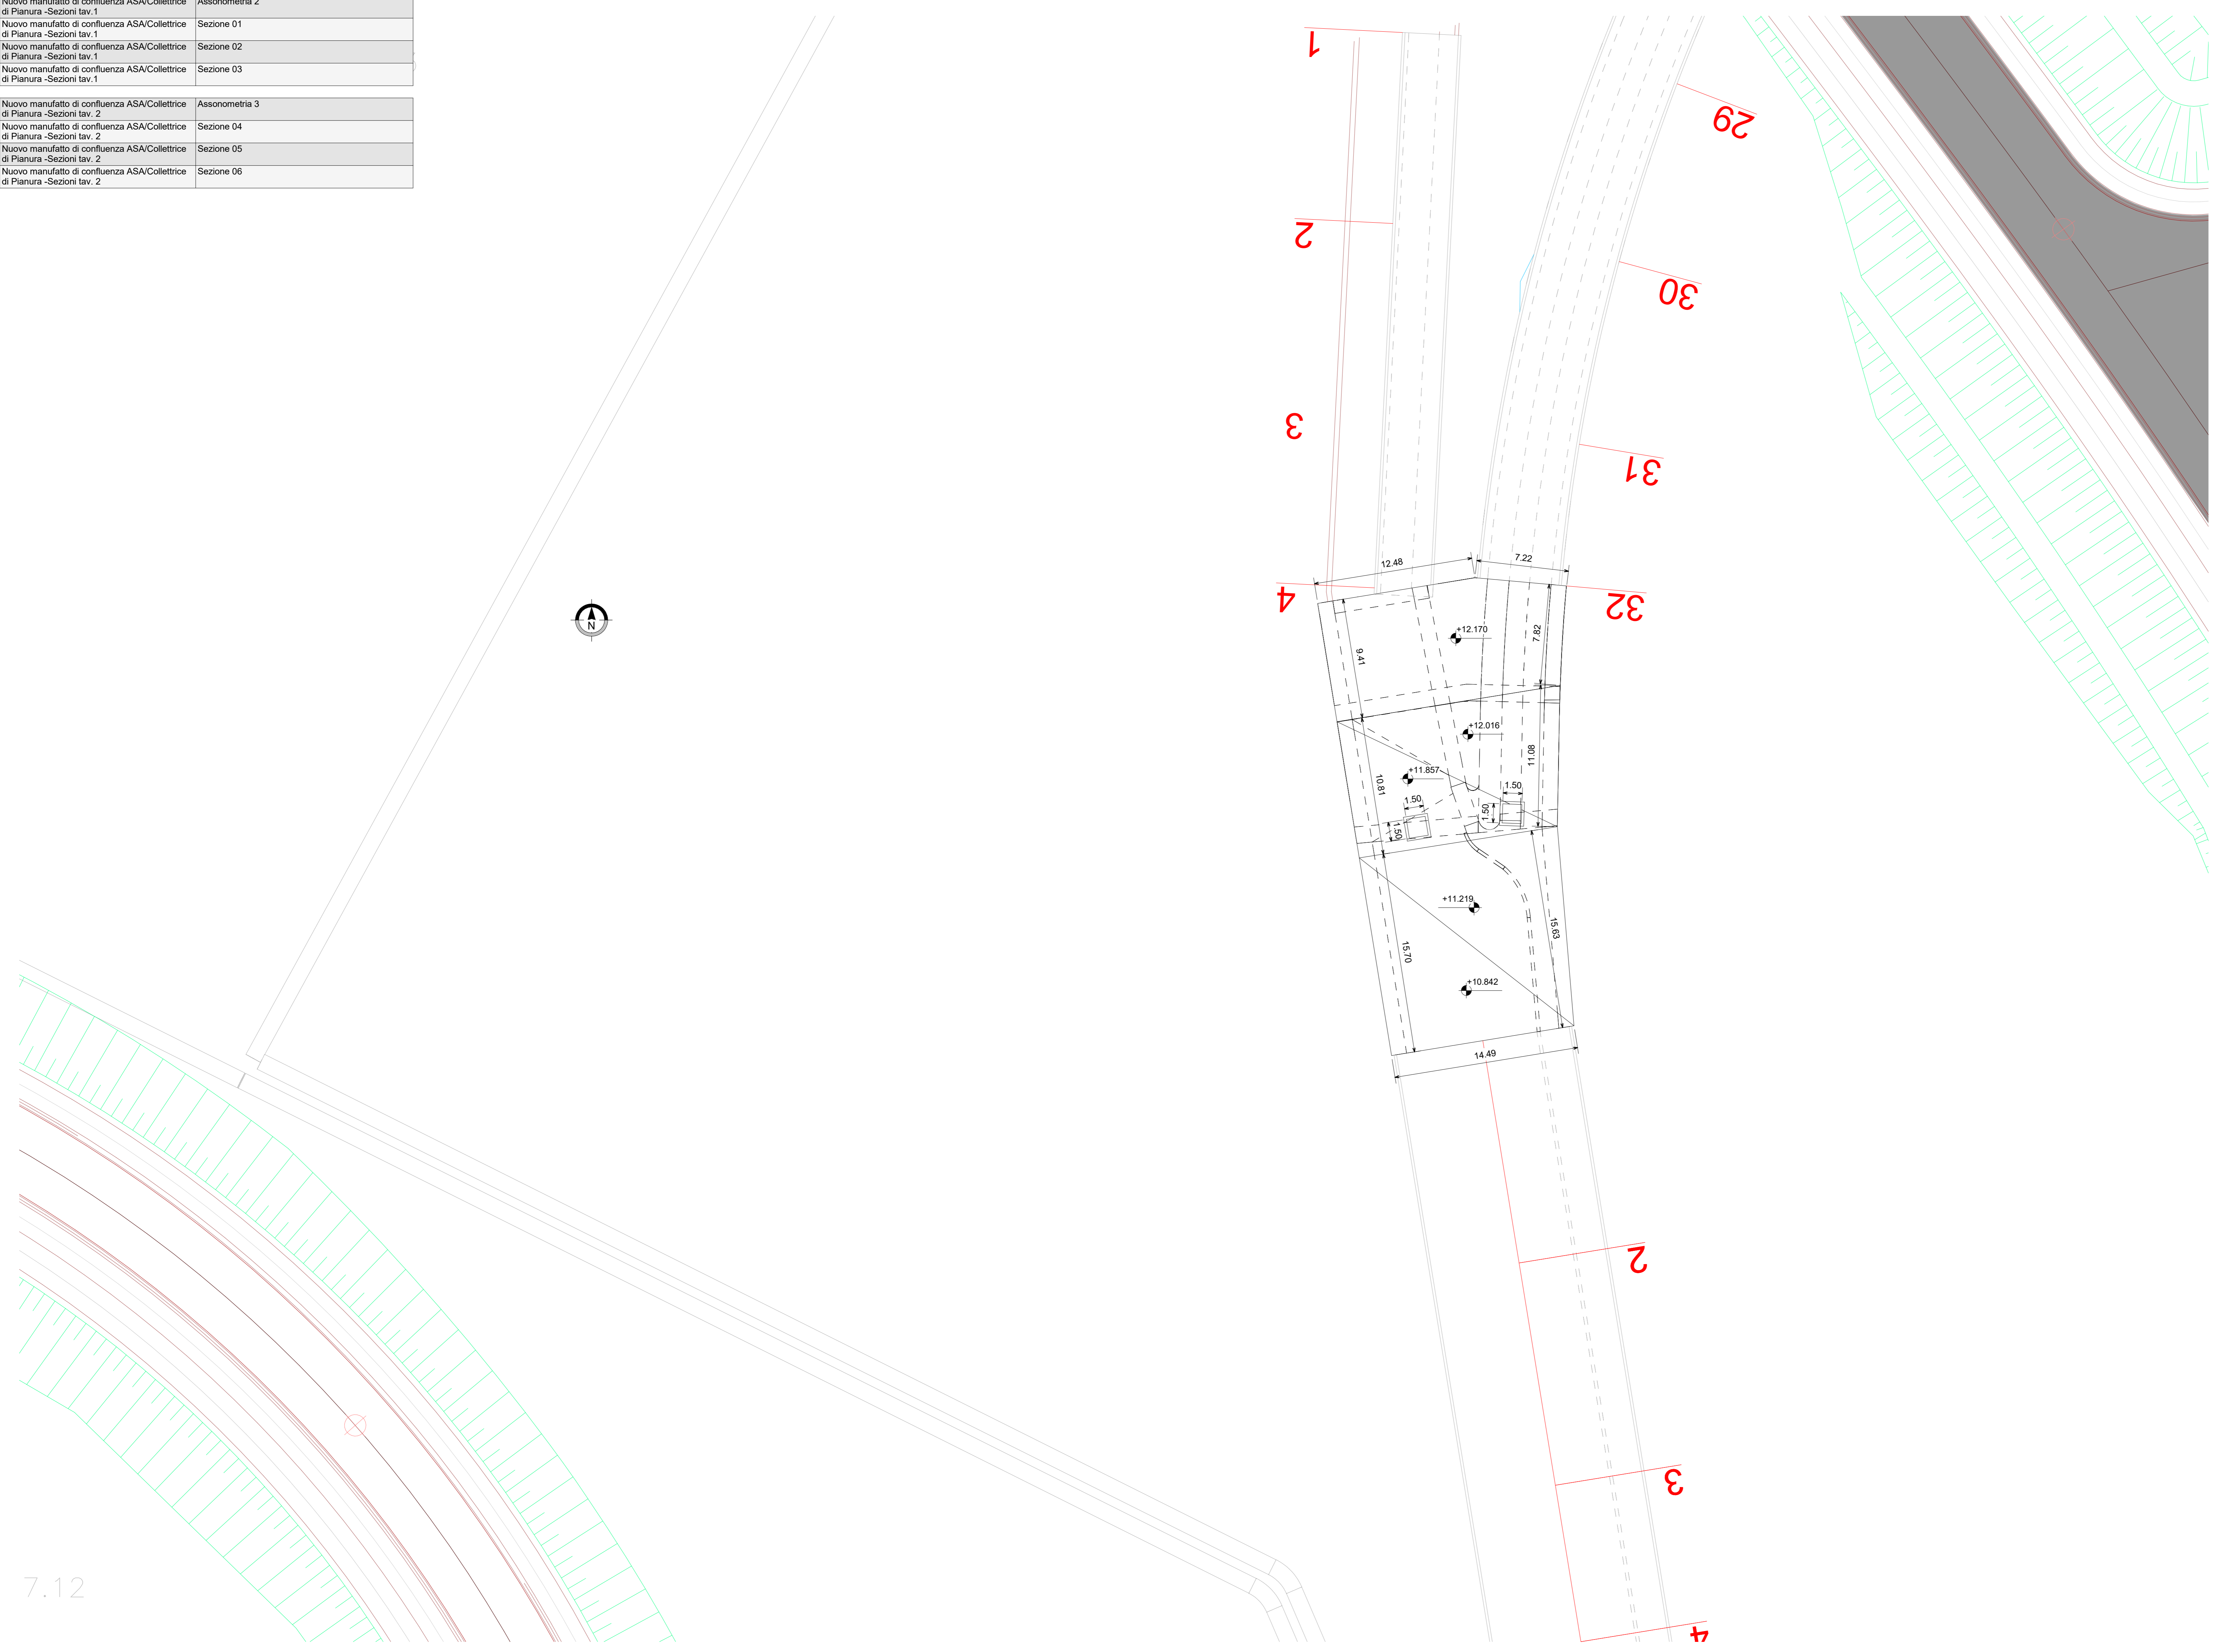 Nuovo manufatto di confluenza ASA/Collettrice Assonometria 2
di Pianura -Sezioni tav.1
Nuovo manufatto di confluenza ASA/Collettrice Sezione 01
di Pianura -Sezioni tav.1
Nuovo manufatto di confluenza ASA/Collettrice Sezione 02
di Pianura -Sezioni tav.1
Nuovo manufatto di confluenza ASA/Collettrice Sezione 03
di Pianura -Sezioni tav.1
Nuovo manufatto di confluenza ASA/Collettrice Assonometria 3
di Pianura -Sezioni tav. 2
Nuovo manufatto di confluenza ASA/Collettrice Sezione 04
di Pianura -Sezioni tav. 2
Nuovo manufatto di confluenza ASA/Collettrice Sezione 05
di Pianura -Sezioni tav. 2
Nuovo manufatto di confluenza ASA/Collettrice Sezione 06
di Pianura -Sezioni tav. 2
1
29
2
30
3
31
12.48
7.22
4
32
N
+12.170
7.82
9.41
+12.016
11.08
+11.857
10.81
1.50
1.50
1.50
1.50
+11.219
15.63
15.70
+10.842
14.49
2
3
4
7.12